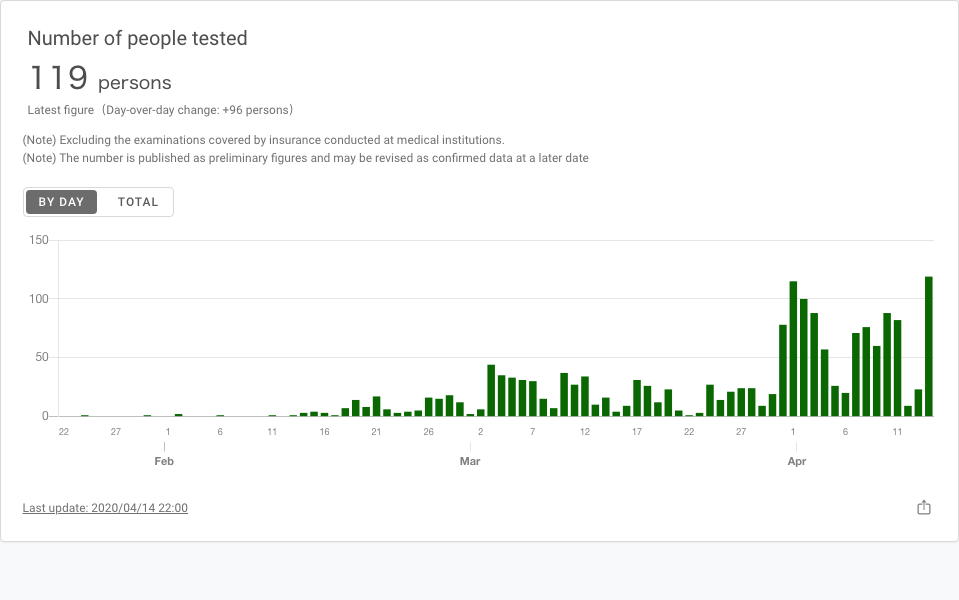 Number of people tested
119 persons
Latest figure（Day-over-day change: +96 persons）
(Note) Excluding the examinations covered by insurance conducted at medical institutions.
(Note) The number is published as preliminary figures and may be revised as confirmed data at a later date
BY DAY TOTAL
150
100
50
0
22 27 1 6 11 16 21 26 2 7 12 17 22 27 1 6 11
Feb Mar Apr
Last update: 2020/04/14 22:00